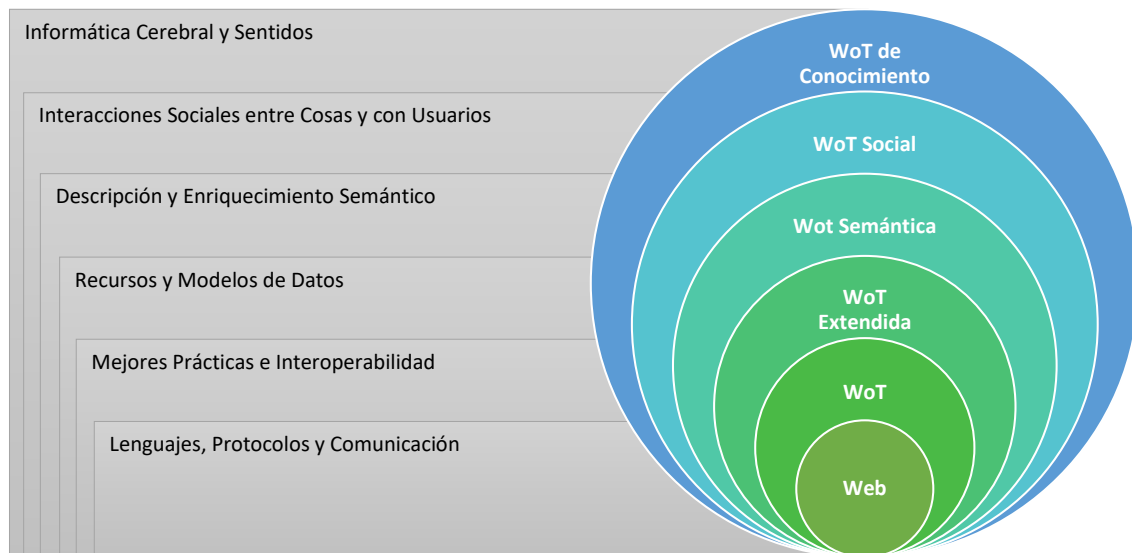 Informática Cerebral y Sentidos
WoT de
Conocimiento
Interacciones Sociales entre Cosas y con Usuarios
WoT Social
Descripción y Enriquecimiento Semántico
Wot Semántica
Recursos y Modelos de Datos
WoT
Extendida
Mejores Prácticas e Interoperabilidad
WoT
Lenguajes, Protocolos y Comunicación
Web